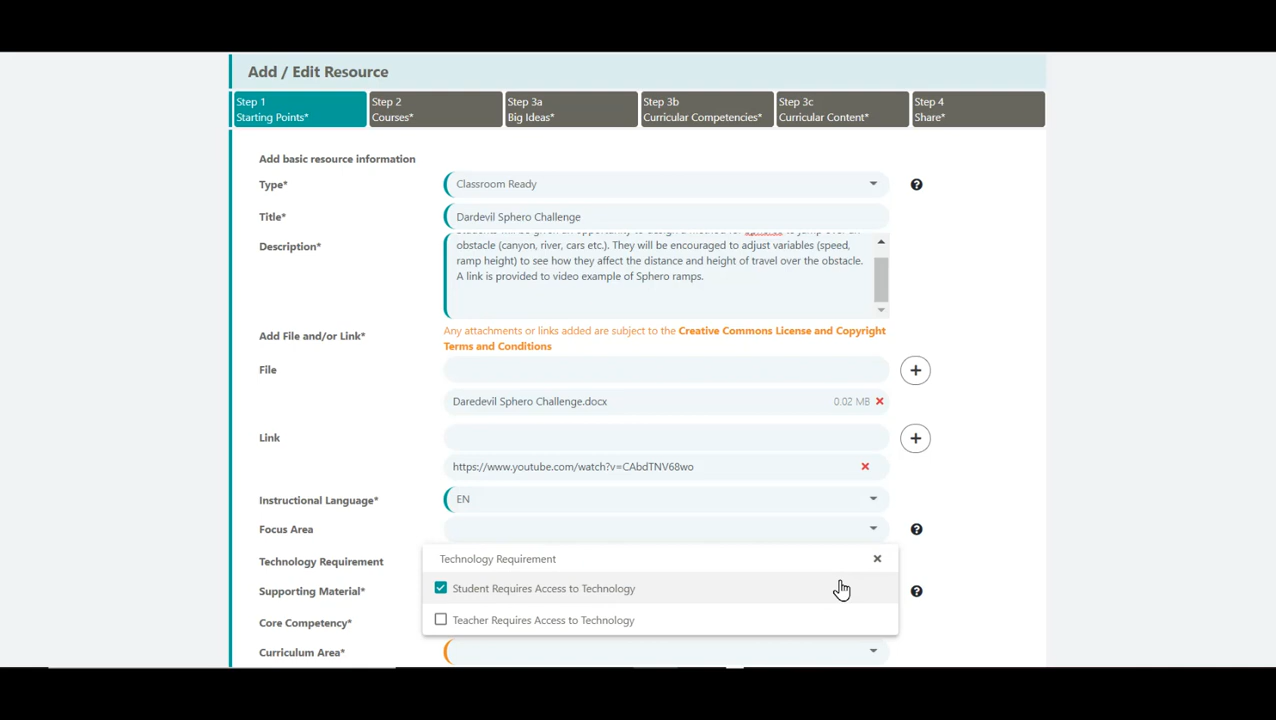 Add / Edit Resource
Step 1
Starting Points*
Step 2
Courses*
Step 3a
Big Ideas*
Step 3b
Curricular Competencies*
Step 3c
Curricular Content*
Step 4
Share*
Add basic resource information
Type*
Classroom Ready
Title*
Dardevil Sphero Challenge
Description*
obstacle (canyon, river, cars etc.). They will be encouraged to adjust variables (speed,
ramp height) to see how they affect the distance and height of travel over the obstacle.
A link is provided to video example of Sphero ramps.
Add File and/or Link*
Any attachments or links added are subject to the Creative Commons License and Copyright
Terms and Conditions
File
Daredevil Sphero Challenge.docx 0.02 MB
Link
https://www.youtube.com/watch?v=CAbdTNV68wo
Instructional Language*
EN
Focus Area
Technology Requirement
Technology Requirement
Student Requires Access to Technology
Supporting Material*
Teacher Requires Access to Technology
Core Competency*
Curriculum Area*